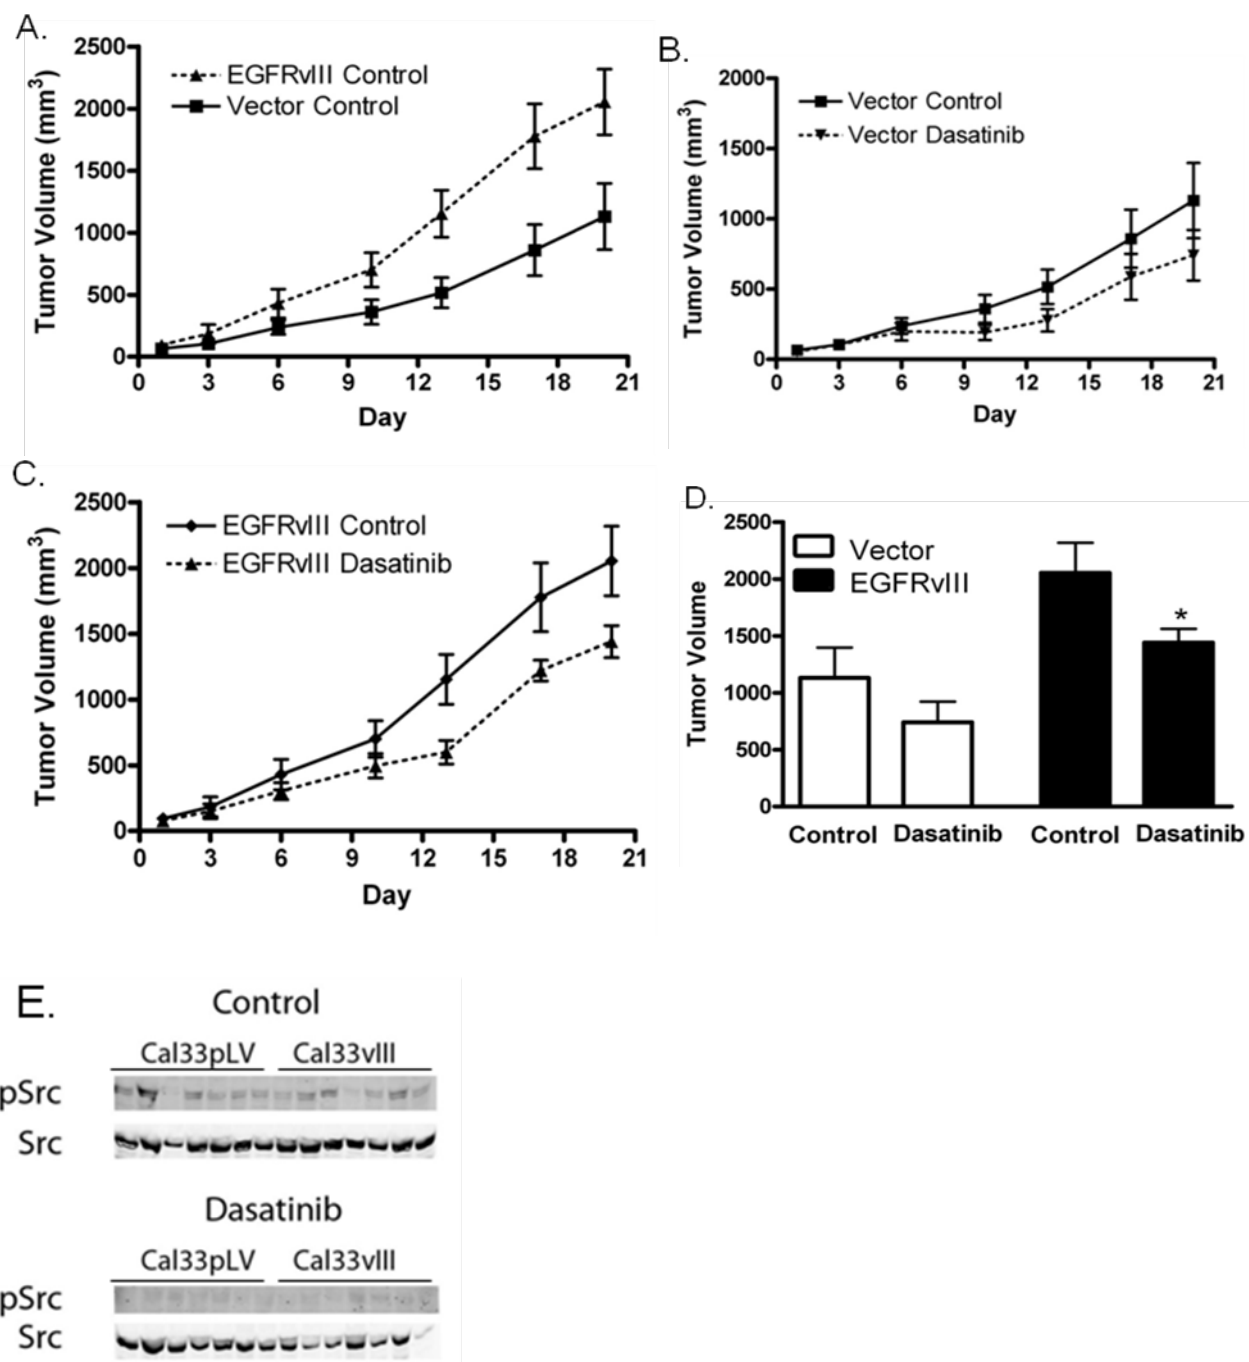 A.
2500
2000
1500
1000
500
0
Tumor Volume (mm³)
EGFRvIII Control
Vector Control
0 3 6 9 12 15 18 21
Day
B.
2000
1500
1000
500
0
Tumor Volume (mm³)
Vector Control
Vector Dasatinib
0 3 6 9 12 15 18 21
Day
C.
2500
2000
1500
1000
500
0
Tumor Volume (mm³)
EGFRvIII Control
EGFRvIII Dasatinib
0 3 6 9 12 15 18 21
Day
D.
2500
2000
1500
1000
500
0
Tumor Volume
Vector
EGFRvIII
*
Control Dasatinib Control Dasatinib
E.
Control
Cal33pLV Cal33vIII
pSrc
Src
Dasatinib
Cal33pLV Cal33vIII
pSrc
Src